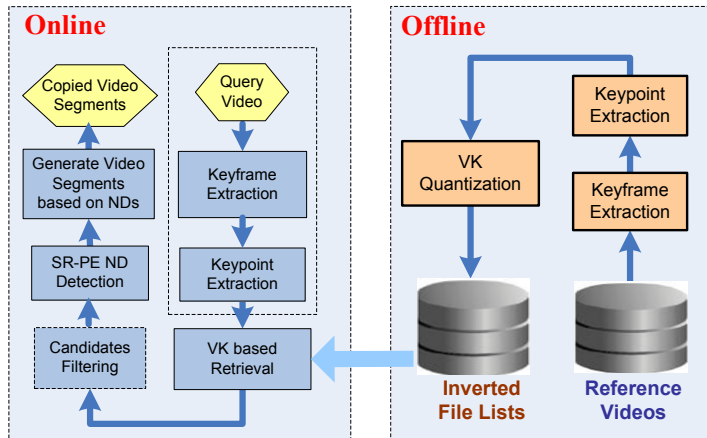 Online
Copied Video
Segments
Query
Video
Generate Video
Segments
based on NDs
Keyframe
Extraction
SR-PE ND
Detection
Keypoint
Extraction
Candidates
Filtering
VK based
Retrieval
Offline
Keypoint
Extraction
VK
Quantization
Keyframe
Extraction
Inverted
File Lists
Reference
Videos